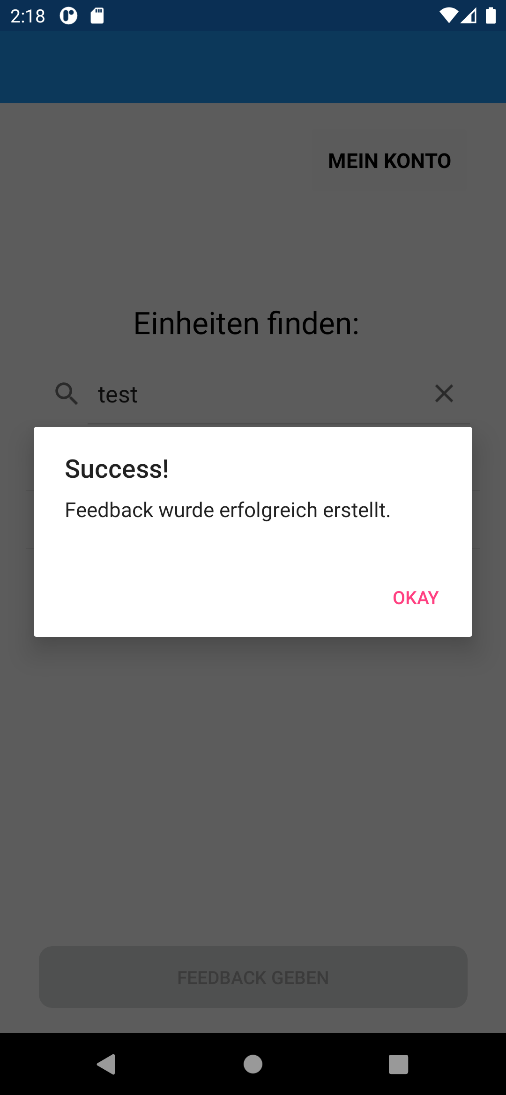 2:18
MEIN KONTO
Einheiten finden:
test
Success!
Feedback wurde erfolgreich erstellt.
OKAY
FEEDBACK GEBEN